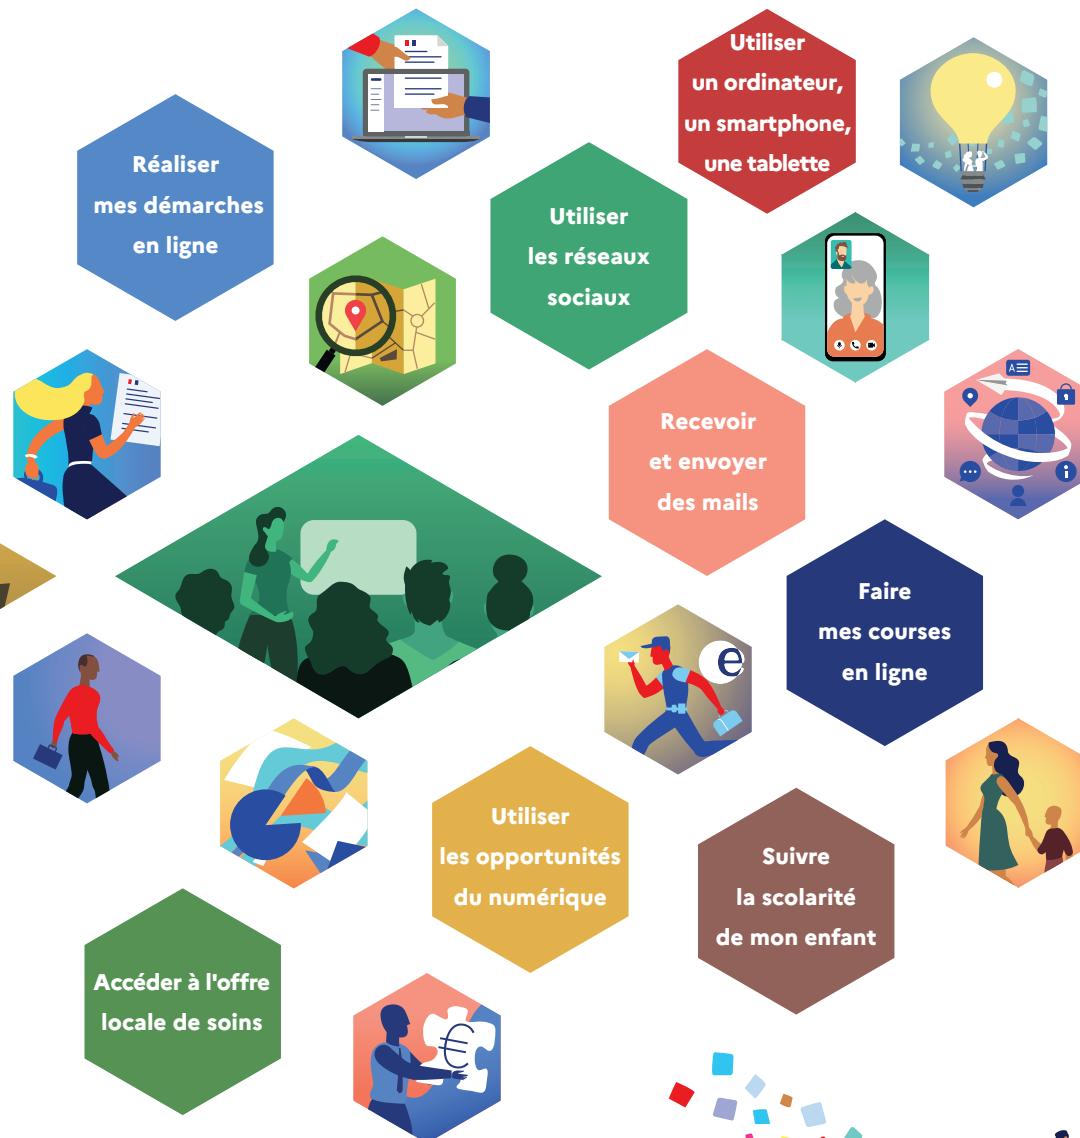 Utiliser
un ordinateur,
un smartphone,
une tablette
Réaliser
mes démarches
en ligne
Utiliser
les réseaux
sociaux
A
Recevoir
et envoyer
des mails
Faire
mes courses
en ligne
e
Utiliser
les opportunités
du numérique
Suivre
la scolarité
de mon enfant
Accéder à l'offre
locale de soins
€